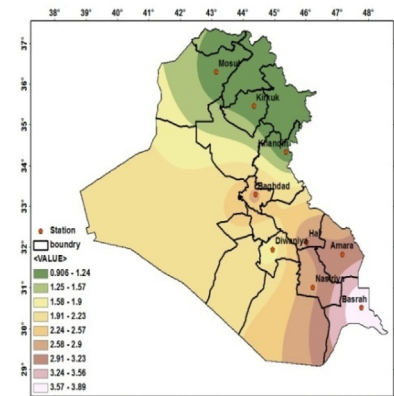 38° 39° 40° 41° 42° 43° 44° 45° 46° 47° 48°
37°
36°
35°
34°
33°
32°
31°
30°
29°
Mosul
Kirkuk
Baghdad
Diwaniya
Hai
Amara
Basrah
Station
boundry
<VALUE>
0.906 - 1.24
1.25 - 1.57
1.58 - 1.9
1.91 - 2.23
2.24 - 2.57
2.58 - 2.9
2.91 - 3.23
3.24 - 3.56
3.57 - 3.89